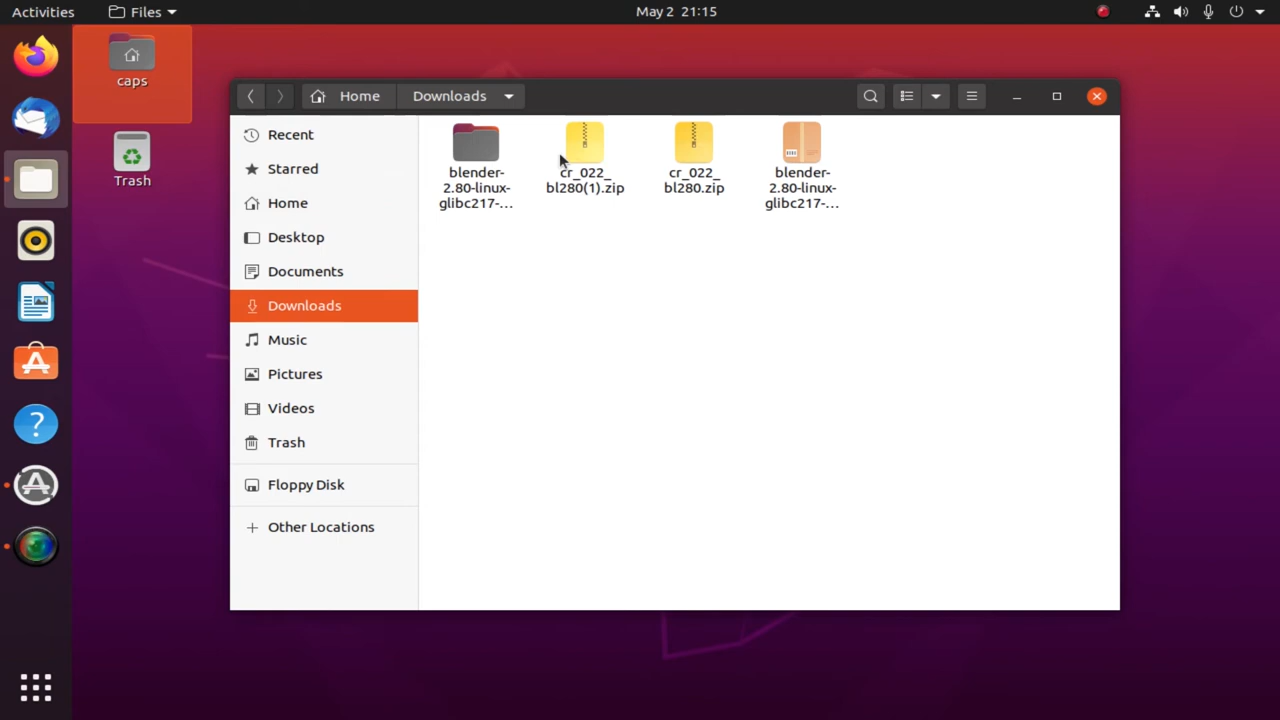 Activities
Files
May 2 21:15
caps
Trash
Home
Downloads
Recent
Starred
Home
Desktop
Documents
Downloads
Music
Pictures
Videos
Trash
Floppy Disk
Other Locations
blender-
2.80-linux-
glibc217-...
cr_022_
bl280(1).zip
cr_022_
bl280.zip
blender-
2.80-linux-
glibc217-...